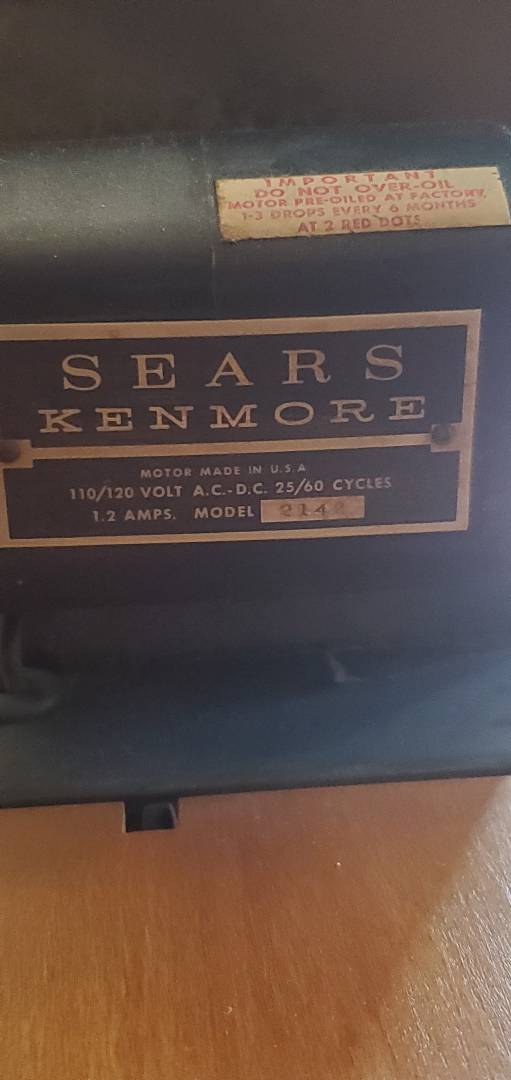 IMPORTANT
DO NOT OVER-OIL
MOTOR PRE-OILED AT FACTORY,
1-3 DROPS EVERY 6 MONTHS
AT 2 RED DOTS
SEARS
KENMORE
MOTOR MADE IN U.S.A
110/120 VOLT A.C.-D.C. 25/60 CYCLES
1.2 AMPS. MODEL